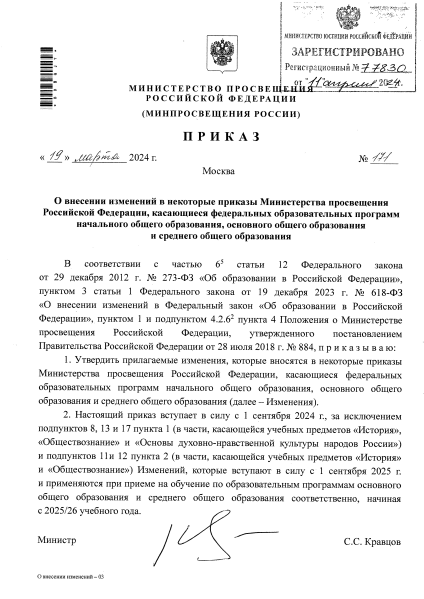 МИНИСТЕРСТВО ЮСТИЦИИ РОССИЙСКОЙ ФЕДЕРАЦИИ
ЗАРЕГИСТРИРОВАНО
Регистрационный № 77830
от "11" апреля 2024.
МИНИСТЕРСТВО ПРОСВЕЩЕНИЯ
РОССИЙСКОЙ ФЕДЕРАЦИИ
(МИНПРОСВЕЩЕНИЯ РОССИИ)
ПРИКАЗ
« 19 » марта 2024 г.
№ 171
Москва
О внесении изменений в некоторые приказы Министерства просвещения
Российской Федерации, касающиеся федеральных образовательных программ
начального общего образования, основного общего образования
и среднего общего образования
В соответствии с частью 6⁵ статьи 12 Федерального закона
от 29 декабря 2012 г. № 273-ФЗ «Об образовании в Российской Федерации»,
пунктом 3 статьи 1 Федерального закона от 19 декабря 2023 г. № 618-ФЗ
«О внесении изменений в Федеральный закон «Об образовании в Российской
Федерации», пунктом 1 и подпунктом 4.2.6² пункта 4 Положения о Министерстве
просвещения Российской Федерации, утвержденного постановлением
Правительства Российской Федерации от 28 июля 2018 г. № 884, п р и к а з ы в а ю:
1. Утвердить прилагаемые изменения, которые вносятся в некоторые приказы
Министерства просвещения Российской Федерации, касающиеся федеральных
образовательных программ начального общего образования, основного общего
образования и среднего общего образования (далее – Изменения).
2. Настоящий приказ вступает в силу с 1 сентября 2024 г., за исключением
подпунктов 8, 13 и 17 пункта 1 (в части, касающейся учебных предметов «История»,
«Обществознание» и «Основы духовно-нравственной культуры народов России»)
и подпунктов 11и 12 пункта 2 (в части, касающейся учебных предметов «История»
и «Обществознание») Изменений, которые вступают в силу с 1 сентября 2025 г.
и применяются при приеме на обучение по образовательным программам основного
общего образования и среднего общего образования соответственно, начиная
с 2025/26 учебного года.
Министр
С.С. Кравцов
О внесении изменений – 03